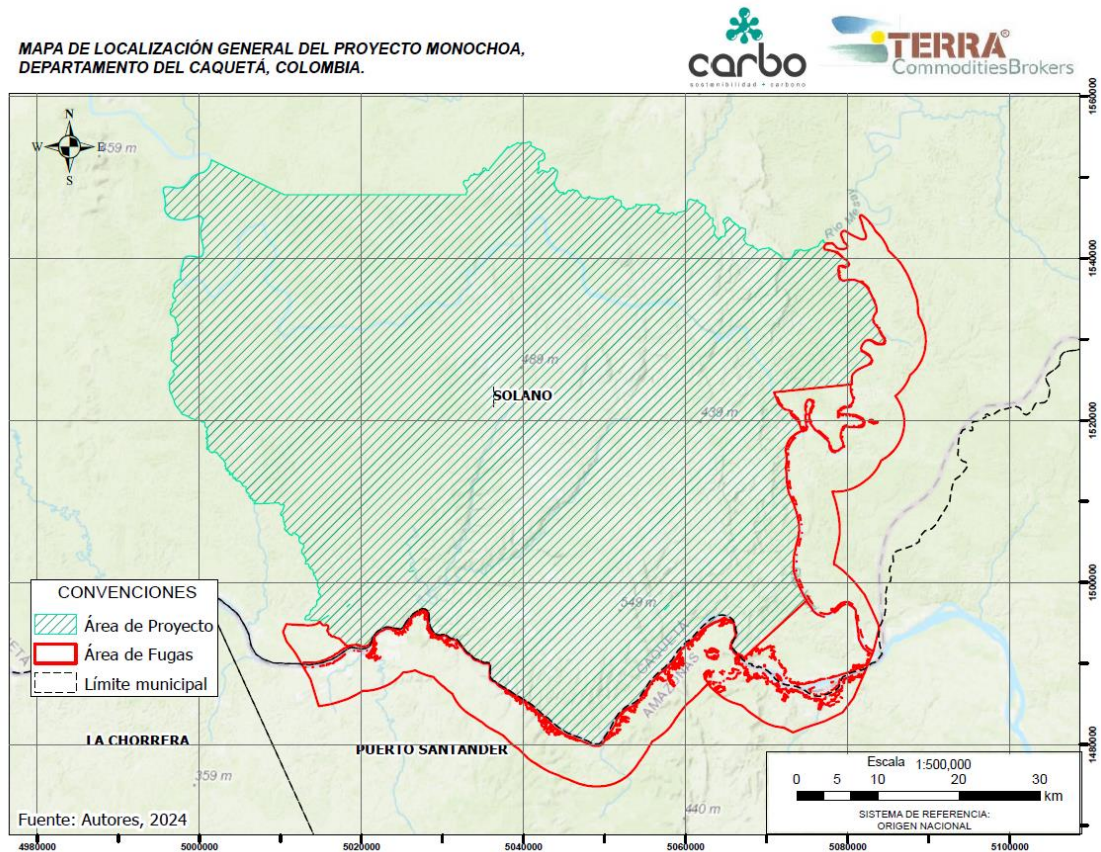 MAPA DE LOCALIZACIÓN GENERAL DEL PROYECTO MONOCHOA,
DEPARTAMENTO DEL CAQUETÁ, COLOMBIA.
carbo
sostenibilidad + carbono
TERRA®
CommoditiesBrokers
N
W E
S
359 m
Río Mesay
489 m
SOLANO
439 m
549 m
CAQUETÁ
AMAZONAS
CONVENCIONES
Área de Proyecto
Área de Fugas
Límite municipal
LA CHORRERA
PUERTO SANTANDER
359 m
440 m
Escala 1:500,000
0 5 10 20 30
km
SISTEMA DE REFERENCIA:
ORIGEN NACIONAL
Fuente: Autores, 2024
4980000 5000000 5020000 5040000 5060000 5080000 5100000
1560000
1540000
1520000
1500000
1480000